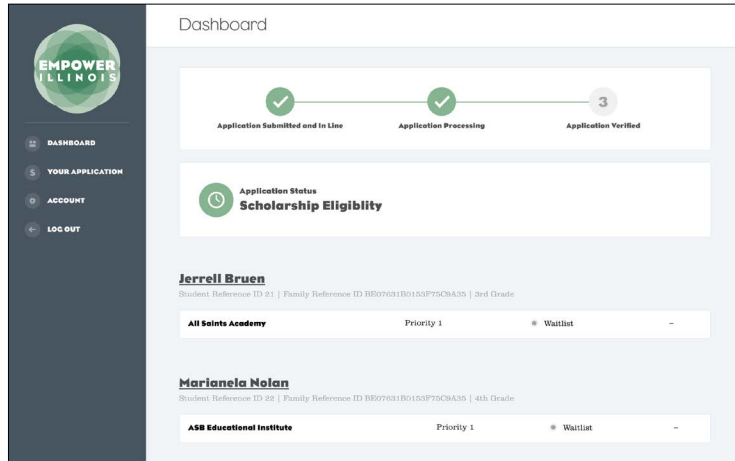 Dashboard
EMPOWER
ILLINOIS
DASHBOARD
S YOUR APPLICATION
ACCOUNT
LOG OUT
3
Application Submitted and In Line Application Processing Application Verified
Application Status
Scholarship Eligiblity
Jerrell Bruen
Student Reference ID 21 | Family Reference ID BE07631B0153F75C9A35 | 3rd Grade
All Saints Academy Priority 1 Waitlist –
Marianela Nolan
Student Reference ID 22 | Family Reference ID BE07631B0153F75C9A35 | 4th Grade
ASB Educational Institute Priority 1 Waitlist –